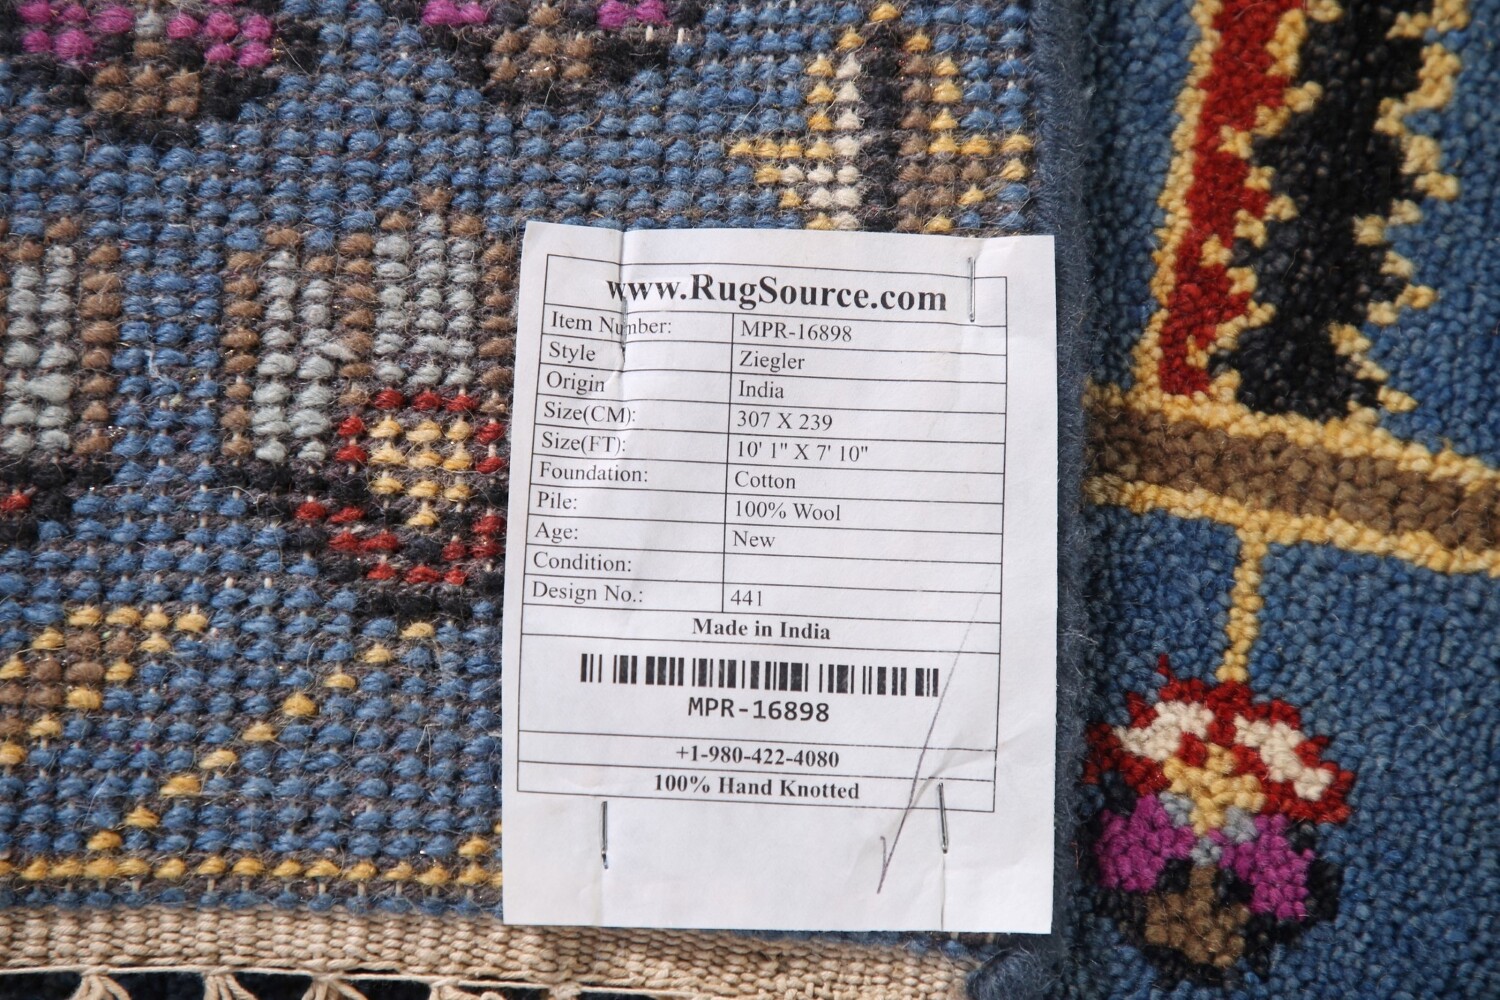 www.RugSource.com
Item Number: MPR-16898
Style Ziegler
Origin India
Size(CM): 307 X 239
Size(FT): 10' 1" X 7' 10"
Foundation: Cotton
Pile: 100% Wool
Age: New
Condition:
Design No.: 441
Made in India
MPR-16898
+1-980-422-4080
100% Hand Knotted